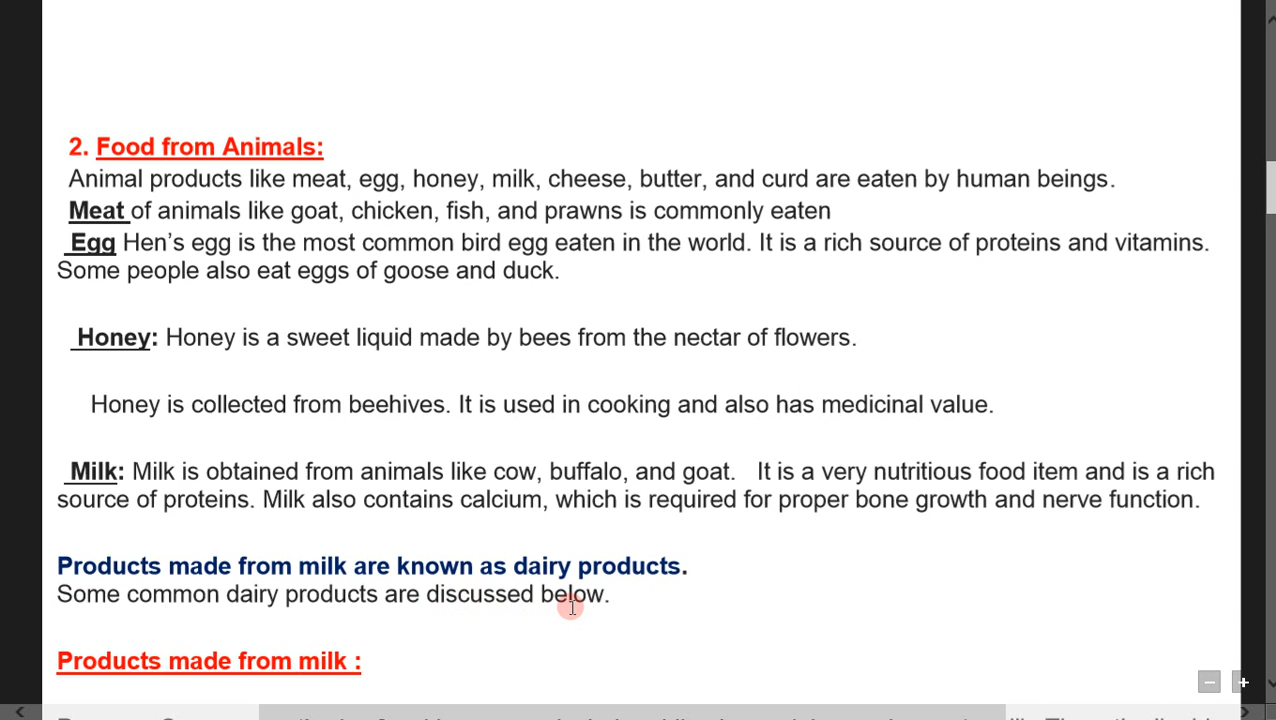 2. Food from Animals:
Animal products like meat, egg, honey, milk, cheese, butter, and curd are eaten by human beings.
Meat of animals like goat, chicken, fish, and prawns is commonly eaten
Egg Hen's egg is the most common bird egg eaten in the world. It is a rich source of proteins and vitamins.
Some people also eat eggs of goose and duck.
Honey: Honey is a sweet liquid made by bees from the nectar of flowers.
Honey is collected from beehives. It is used in cooking and also has medicinal value.
Milk: Milk is obtained from animals like cow, buffalo, and goat. It is a very nutritious food item and is a rich
source of proteins. Milk also contains calcium, which is required for proper bone growth and nerve function.
Products made from milk are known as dairy products.
Some common dairy products are discussed below.
Products made from milk :